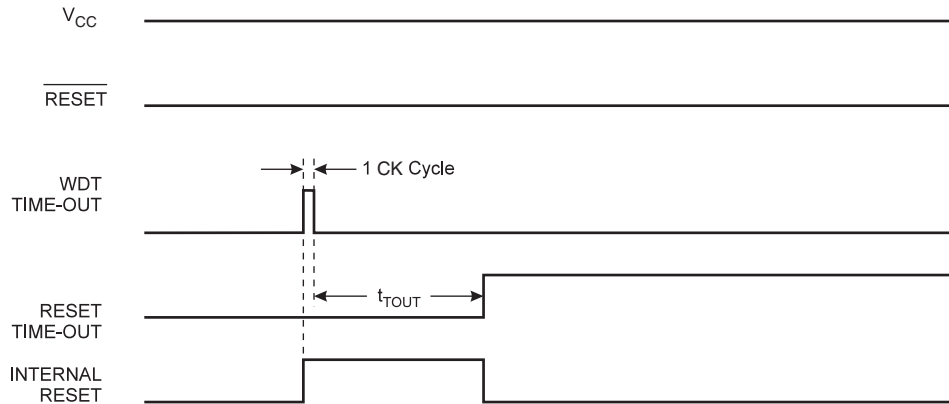 VCC
RESET
1 CK Cycle
WDT
TIME-OUT
tTOUT
RESET
TIME-OUT
INTERNAL
RESET